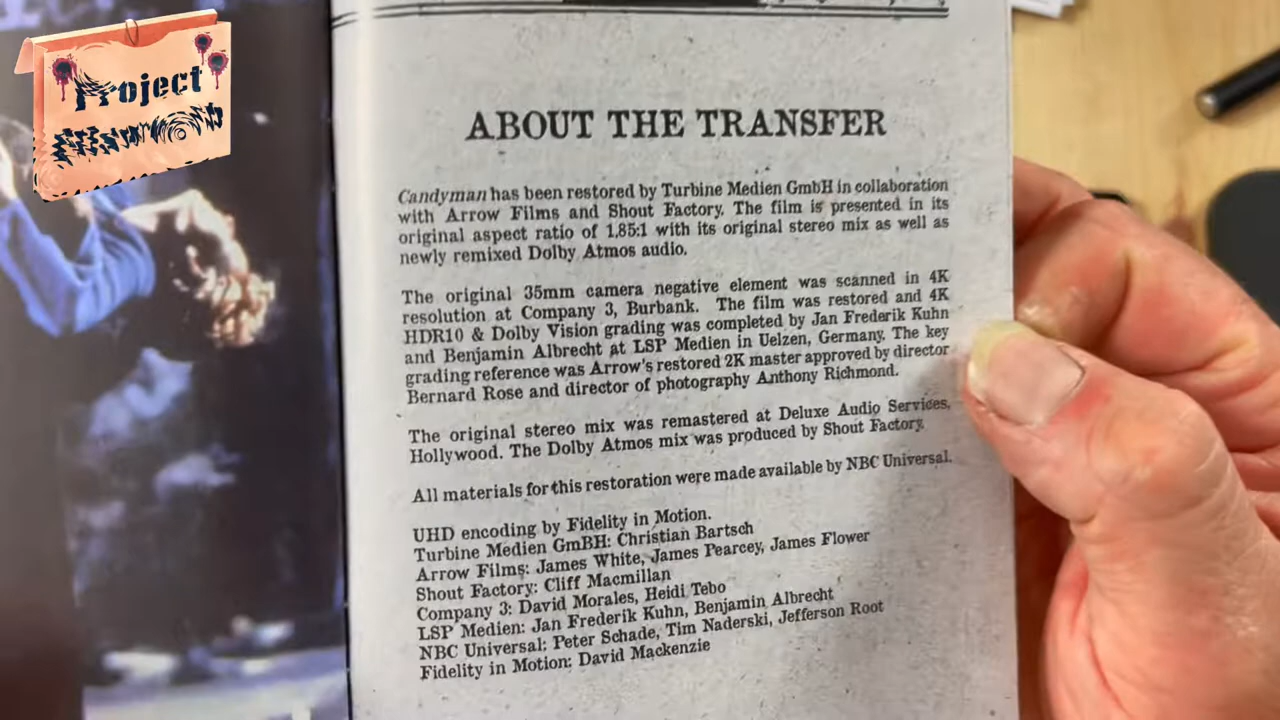 Project
ABOUT THE TRANSFER
Candyman has been restored by Turbine Medien GmbH in collaboration
with Arrow Films and Shout Factory. The film is presented in its
original aspect ratio of 1.85:1 with its original stereo mix as well as
newly remixed Dolby Atmos audio.
The original 35mm camera negative element was scanned in 4K
resolution at Company 3, Burbank. The film was restored and 4K
HDR10 & Dolby Vision grading was completed by Jan Frederik Kuhn
and Benjamin Albrecht at LSP Medien in Uelzen, Germany. The key
grading reference was Arrow's restored 2K master approved by director
Bernard Rose and director of photography Anthony Richmond.
The original stereo mix was remastered at Deluxe Audio Services,
Hollywood. The Dolby Atmos mix was produced by Shout Factory.
All materials for this restoration were made available by NBC Universal.
UHD encoding by Fidelity in Motion.
Turbine Medien GmBH: Christian Bartsch
Arrow Films: James White, James Pearcey, James Flower
Shout Factory: Cliff Macmillan
Company 3: David Morales, Heidi Tebo
LSP Medien: Jan Frederik Kuhn, Benjamin Albrecht
NBC Universal: Peter Schade, Tim Naderski, Jefferson Root
Fidelity in Motion: David Mackenzie